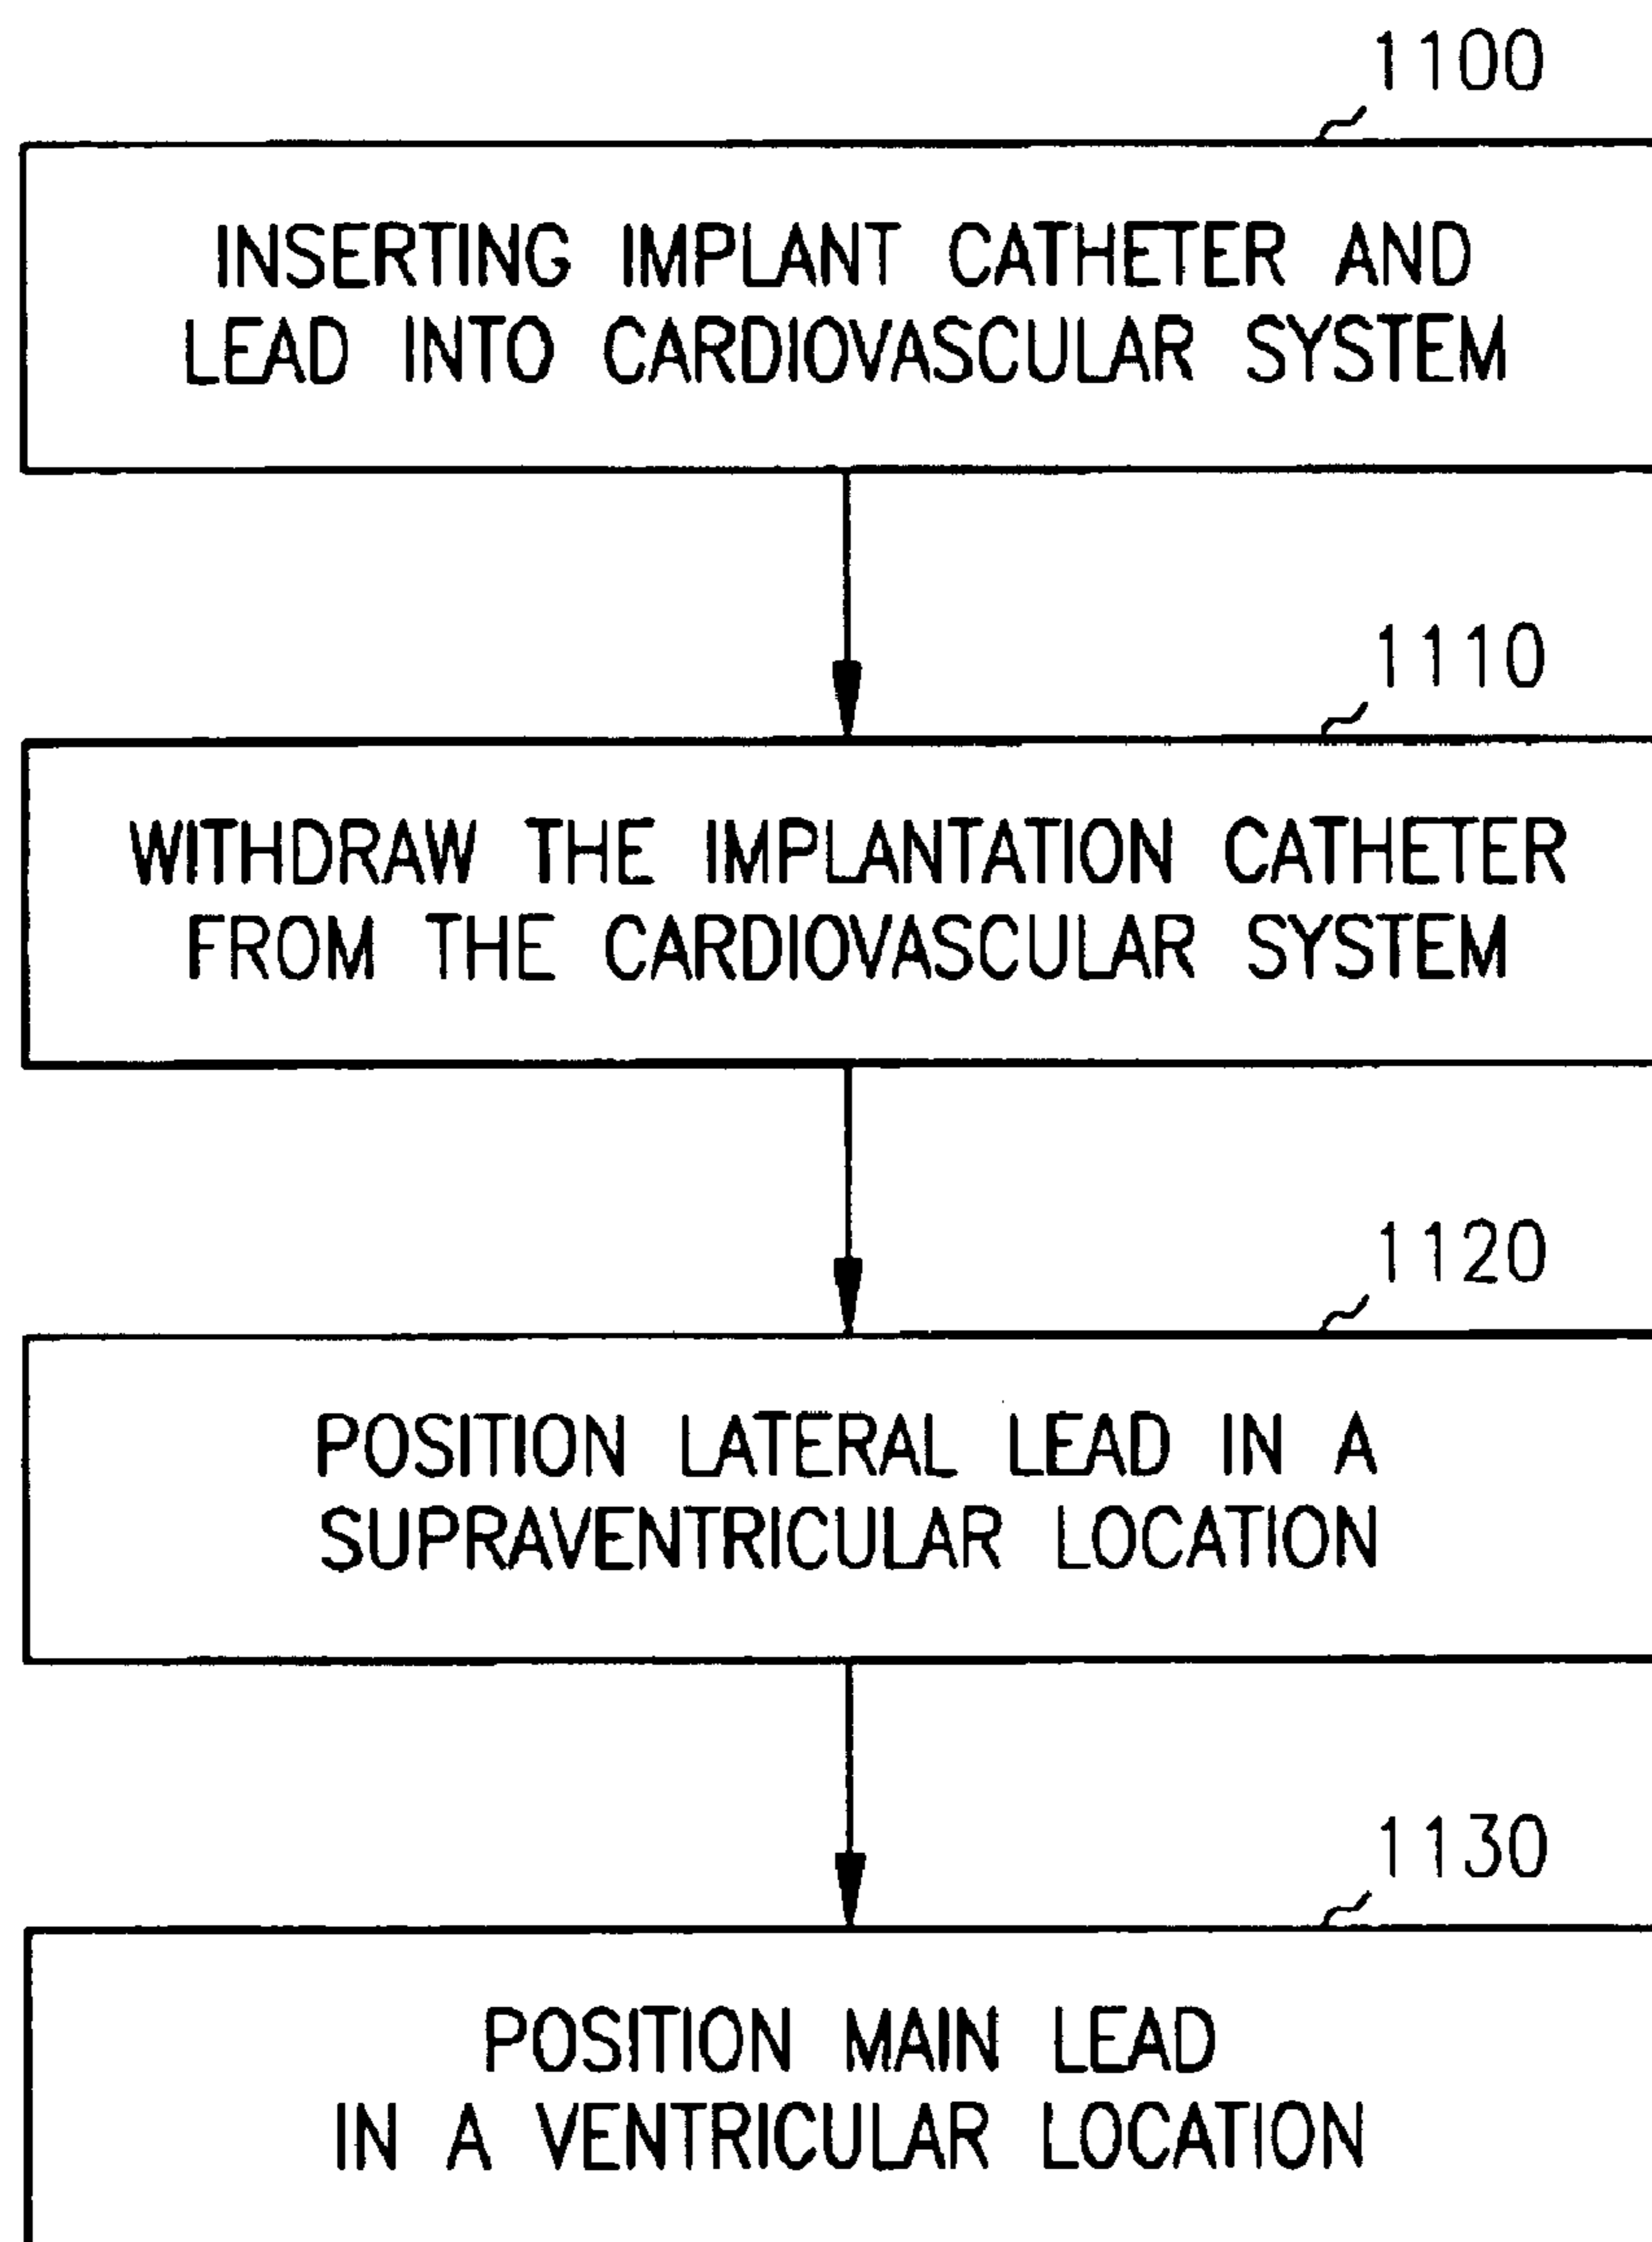 1100
INSERTING IMPLANT CATHETER AND
LEAD INTO CARDIOVASCULAR SYSTEM
1110
WITHDRAW THE IMPLANTATION CATHETER
FROM THE CARDIOVASCULAR SYSTEM
1120
POSITION LATERAL LEAD IN A
SUPRAVENTRICULAR LOCATION
1130
POSITION MAIN LEAD
IN A VENTRICULAR LOCATION